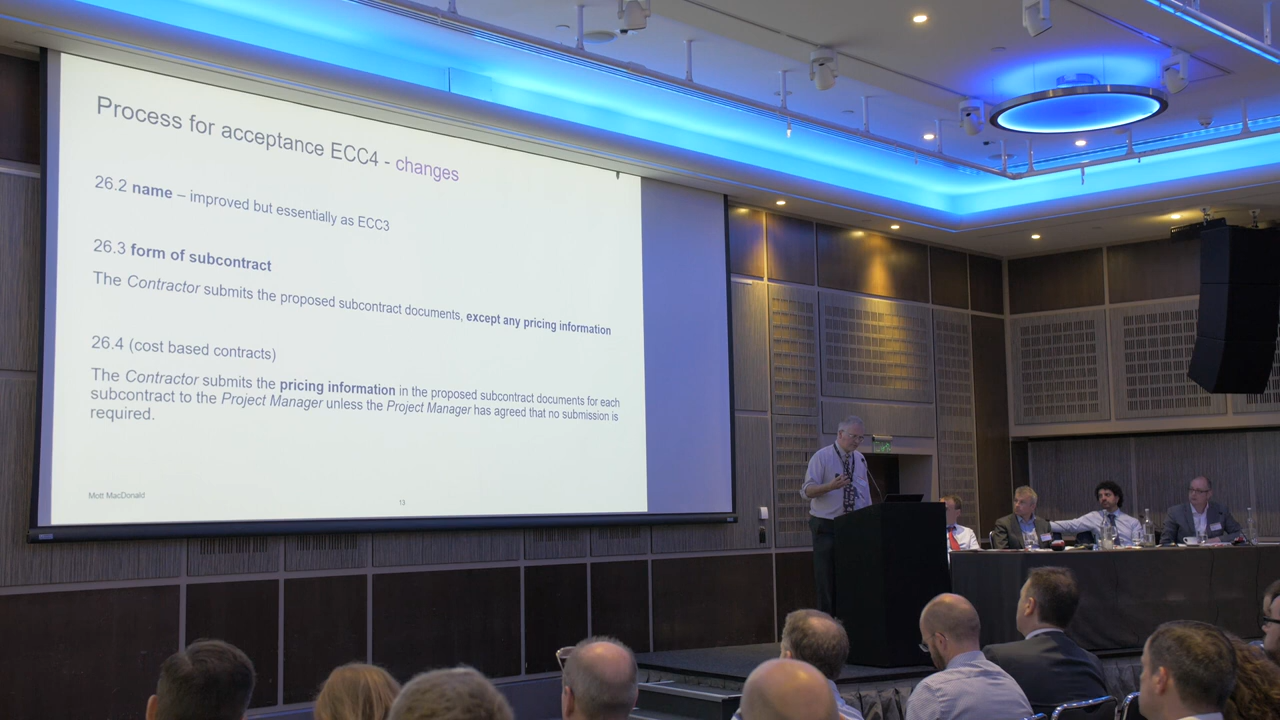 Process for acceptance ECC4 - changes
26.2 name – improved but essentially as ECC3
26.3 form of subcontract
The Contractor submits the proposed subcontract documents, except any pricing information
26.4 (cost based contracts)
The Contractor submits the pricing information in the proposed subcontract documents for each
subcontract to the Project Manager unless the Project Manager has agreed that no submission is
required.
Mott MacDonald
13